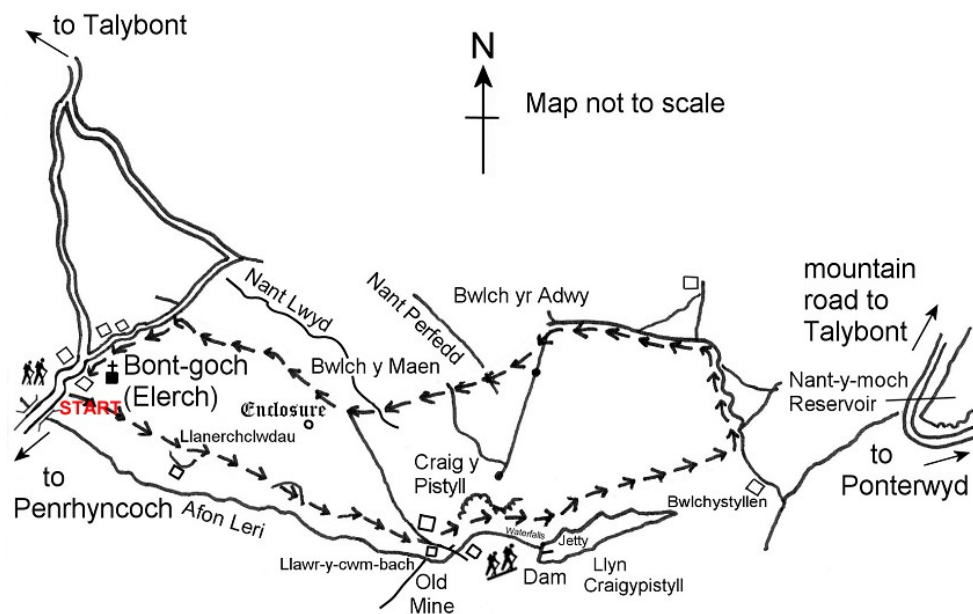 to Talybont
N
Map not to scale
mountain
road to
Talybont
Nant Lwyd
Nant Perfedd
Bwlch yr Adwy
Bwlch y Maen
Bont-goch
(Elerch)
Nant-y-moch
Reservoir
START
Enclosure
Llanerchclwdau
to
Penrhyncoch
Afon Leri
Craig y
Pistyll
to
Ponterwyd
Bwlchystyllen
Waterfalls
Jetty
Llawr-y-cwm-bach
Old
Mine
Dam
Llyn
Craigypistyll